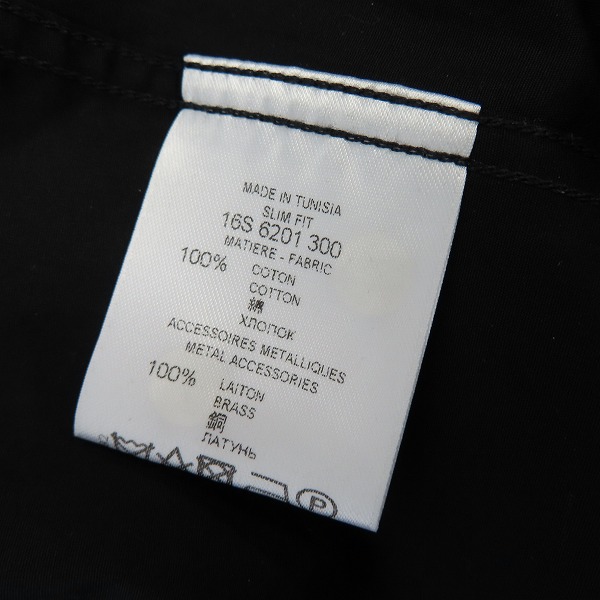 MADE IN TUNISIA
SLIM FIT
16S 6201 300
MATIERE - FABRIC
100% COTON
COTTON
綿
ХЛОПОК
ACCESSOIRES METALLIQUES
METAL ACCESSORIES
100% LAITON
BRASS
銅
ЛАТУНЬ
P